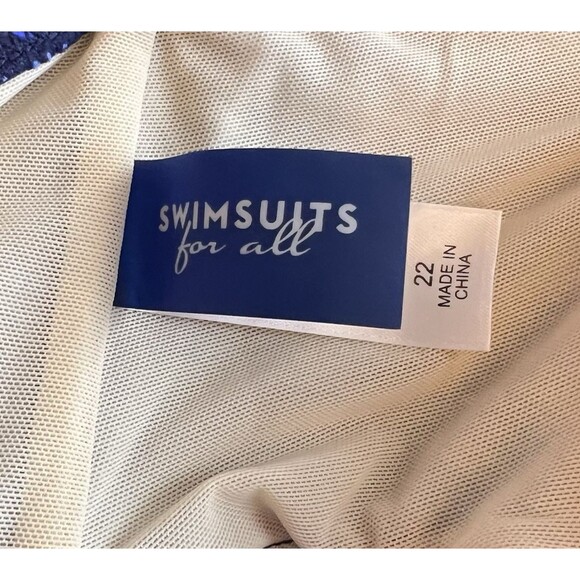 SWIMSUITS
for all
22
MADE IN
CHINA